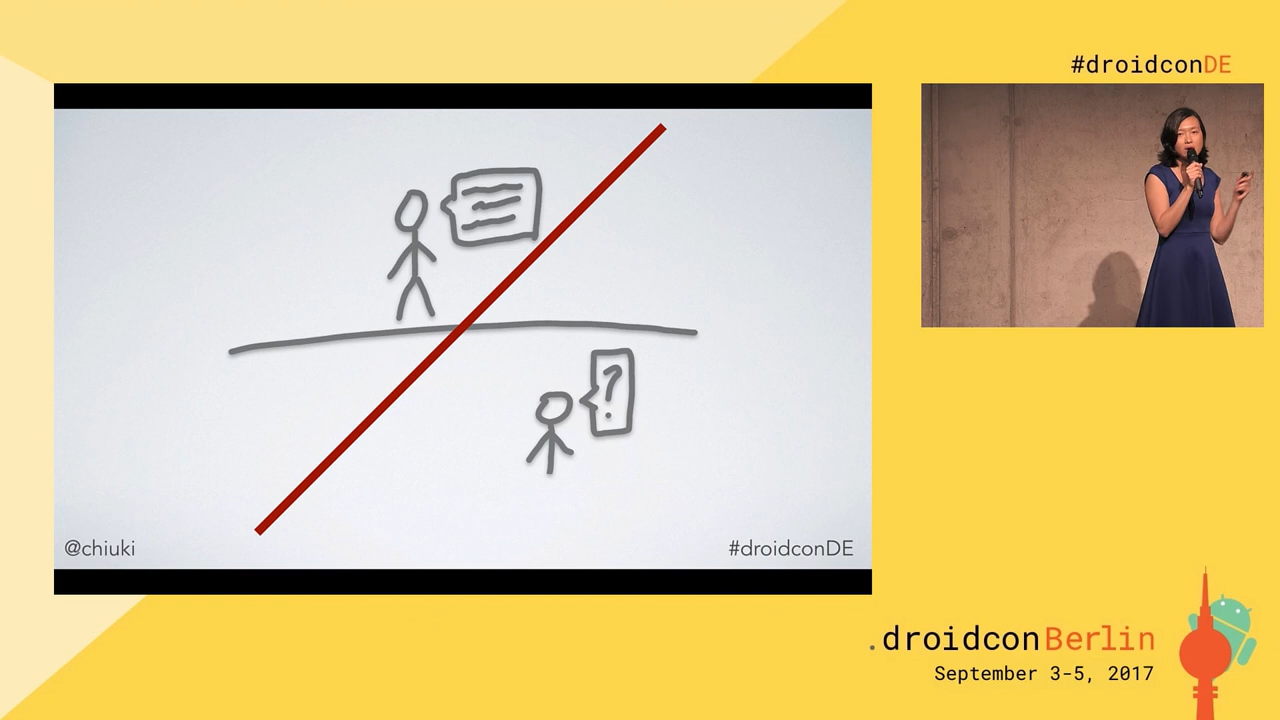 #droidconDE
?
@chiuki
#droidconDE
.droidconBerlin
September 3-5, 2017